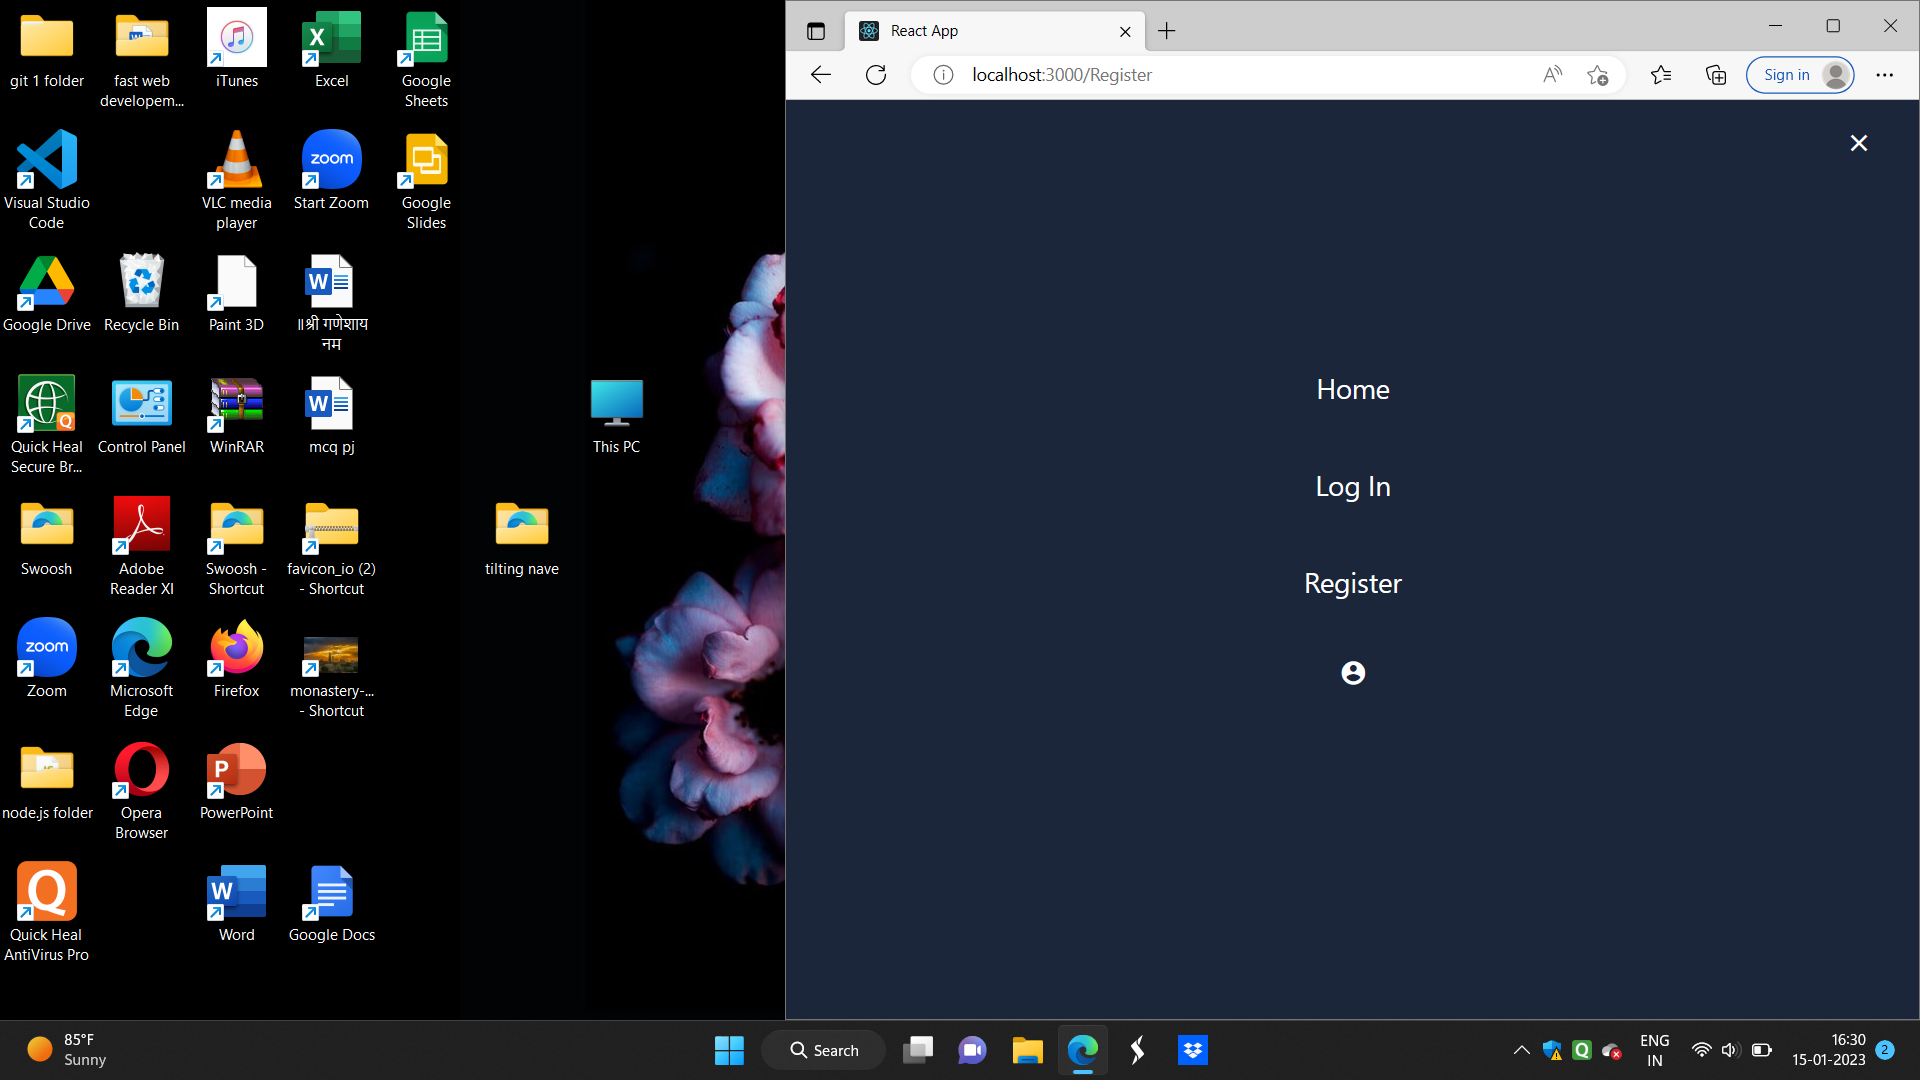 git 1 folder
fast web
developem...
iTunes
Excel
Google
Sheets
Visual Studio
Code
VLC media
player
zoom
Start Zoom
Google
Slides
Google Drive
Recycle Bin
Paint 3D
॥श्री गणेशाय
नम
Quick Heal
Secure Br...
Control Panel
WinRAR
mcq pj
This PC
Swoosh
Adobe
Reader XI
Swoosh -
Shortcut
favicon_io (2)
- Shortcut
tilting nave
zoom
Zoom
Microsoft
Edge
Firefox
monastery-...
- Shortcut
node.js folder
Opera
Browser
PowerPoint
Quick Heal
AntiVirus Pro
Word
Google Docs
React App
localhost:3000/Register
Sign in
Home
Log In
Register
85°F
Sunny
Search
ENG
IN
16:30
15-01-2023
2